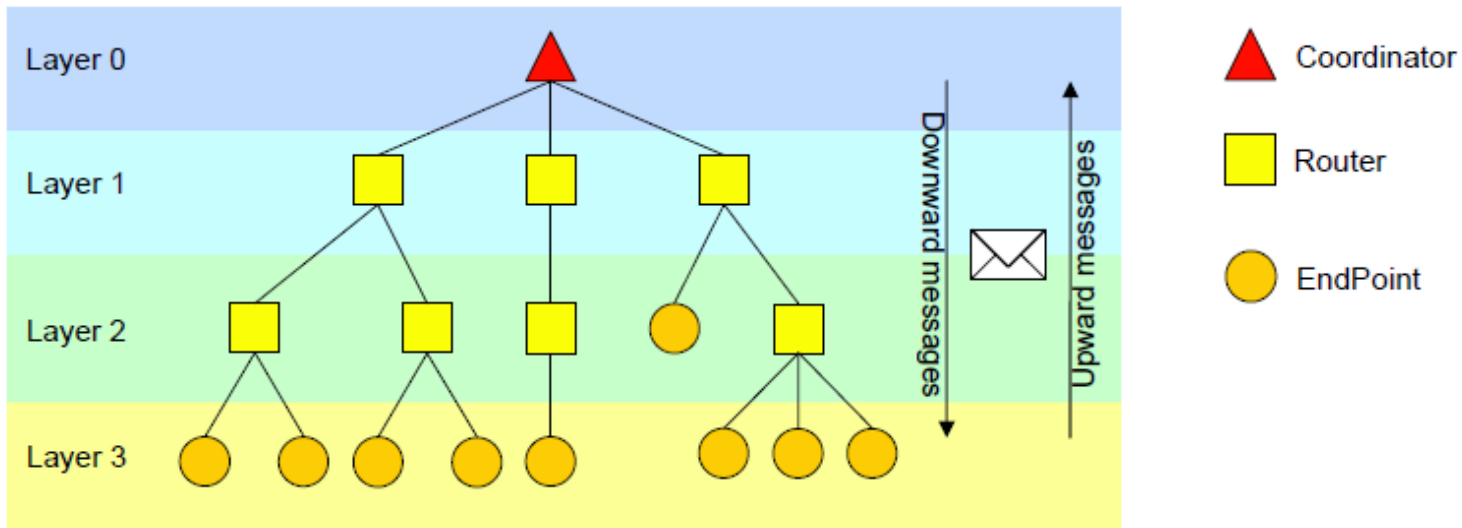 Layer 0
Layer 1
Layer 2
Layer 3
Downward messages
Upward messages
Coordinator
Router
EndPoint